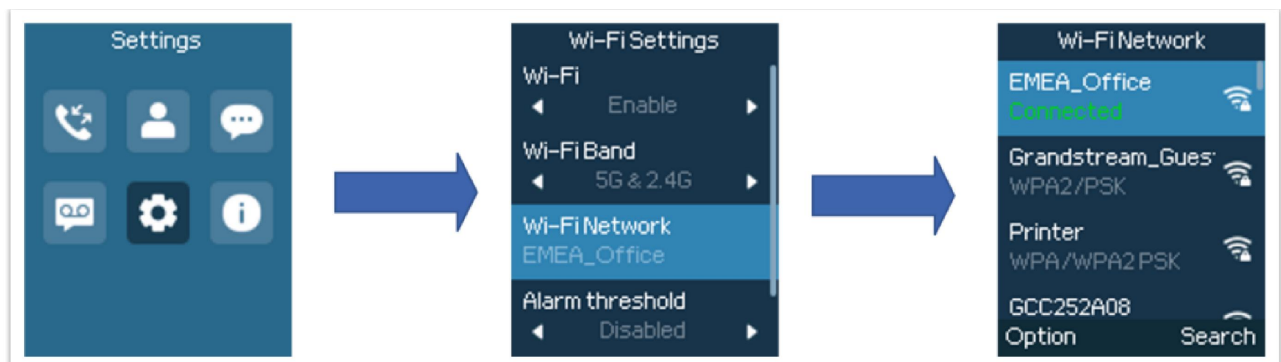 Settings
Wi-Fi Settings
Wi-Fi
Enable
Wi-Fi Band
5G & 2.4G
Wi-Fi Network
EMEA_Office
Alarm threshold
Disabled
Wi-Fi Network
EMEA_Office
Connected
Grandstream_Gues
WPA2/PSK
Printer
WPA/WPA2 PSK
GCC252A08
Option Search